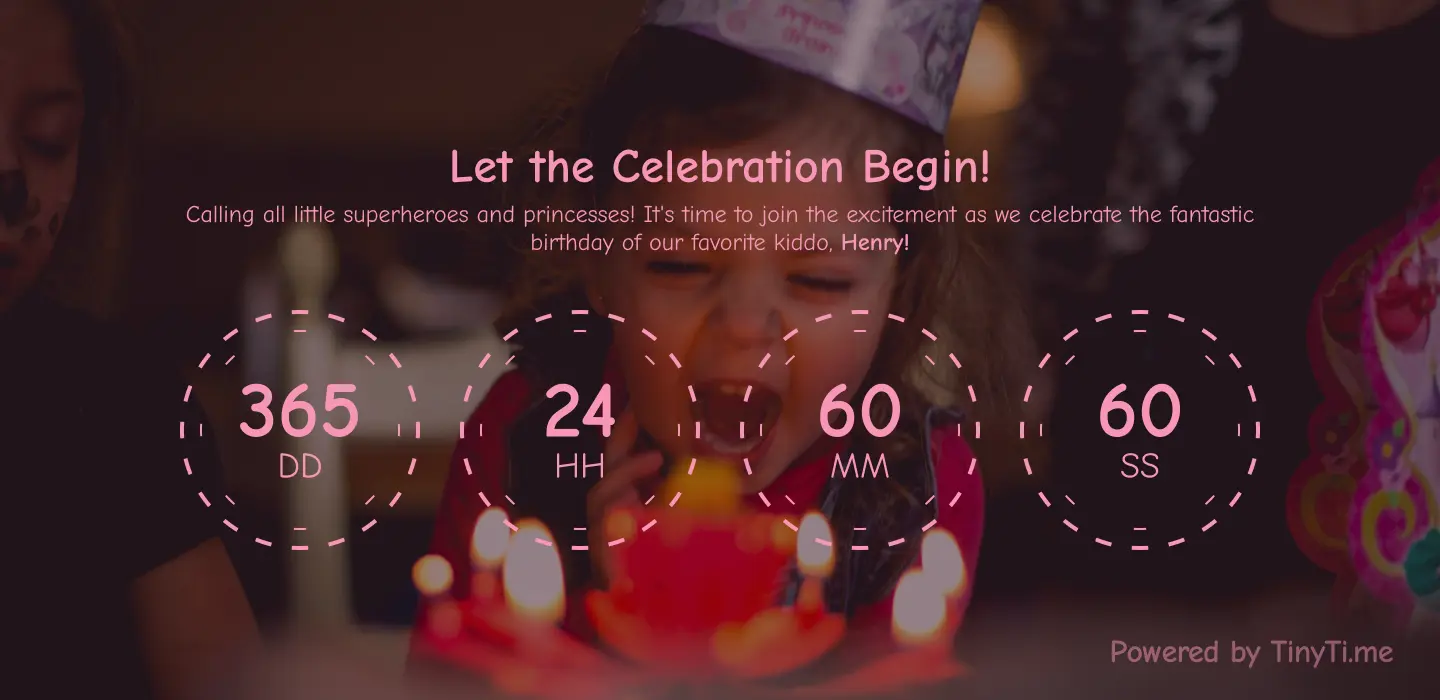 Let the Celebration Begin!
Calling all little superheroes and princesses! It's time to join the excitement as we celebrate the fantastic
birthday of our favorite kiddo, Henry!
365
24
60
60
DD
HH
MM
SS
Powered by TinyTi.me